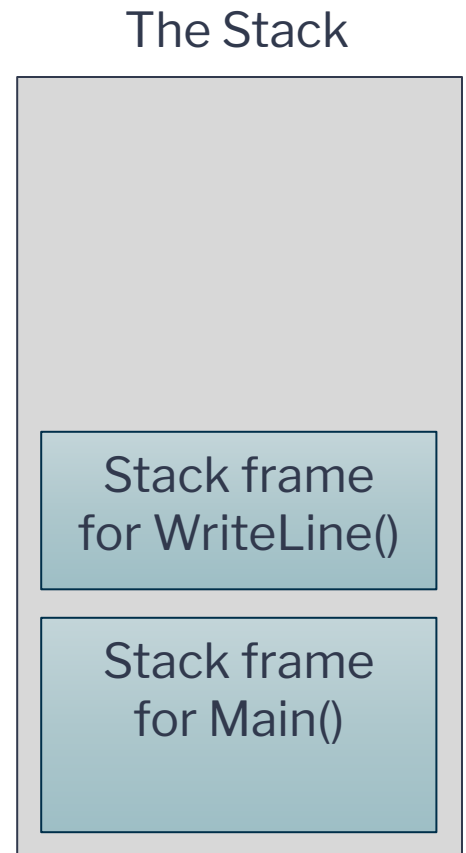 The Stack
Stack frame
for WriteLine()
Stack frame
for Main()